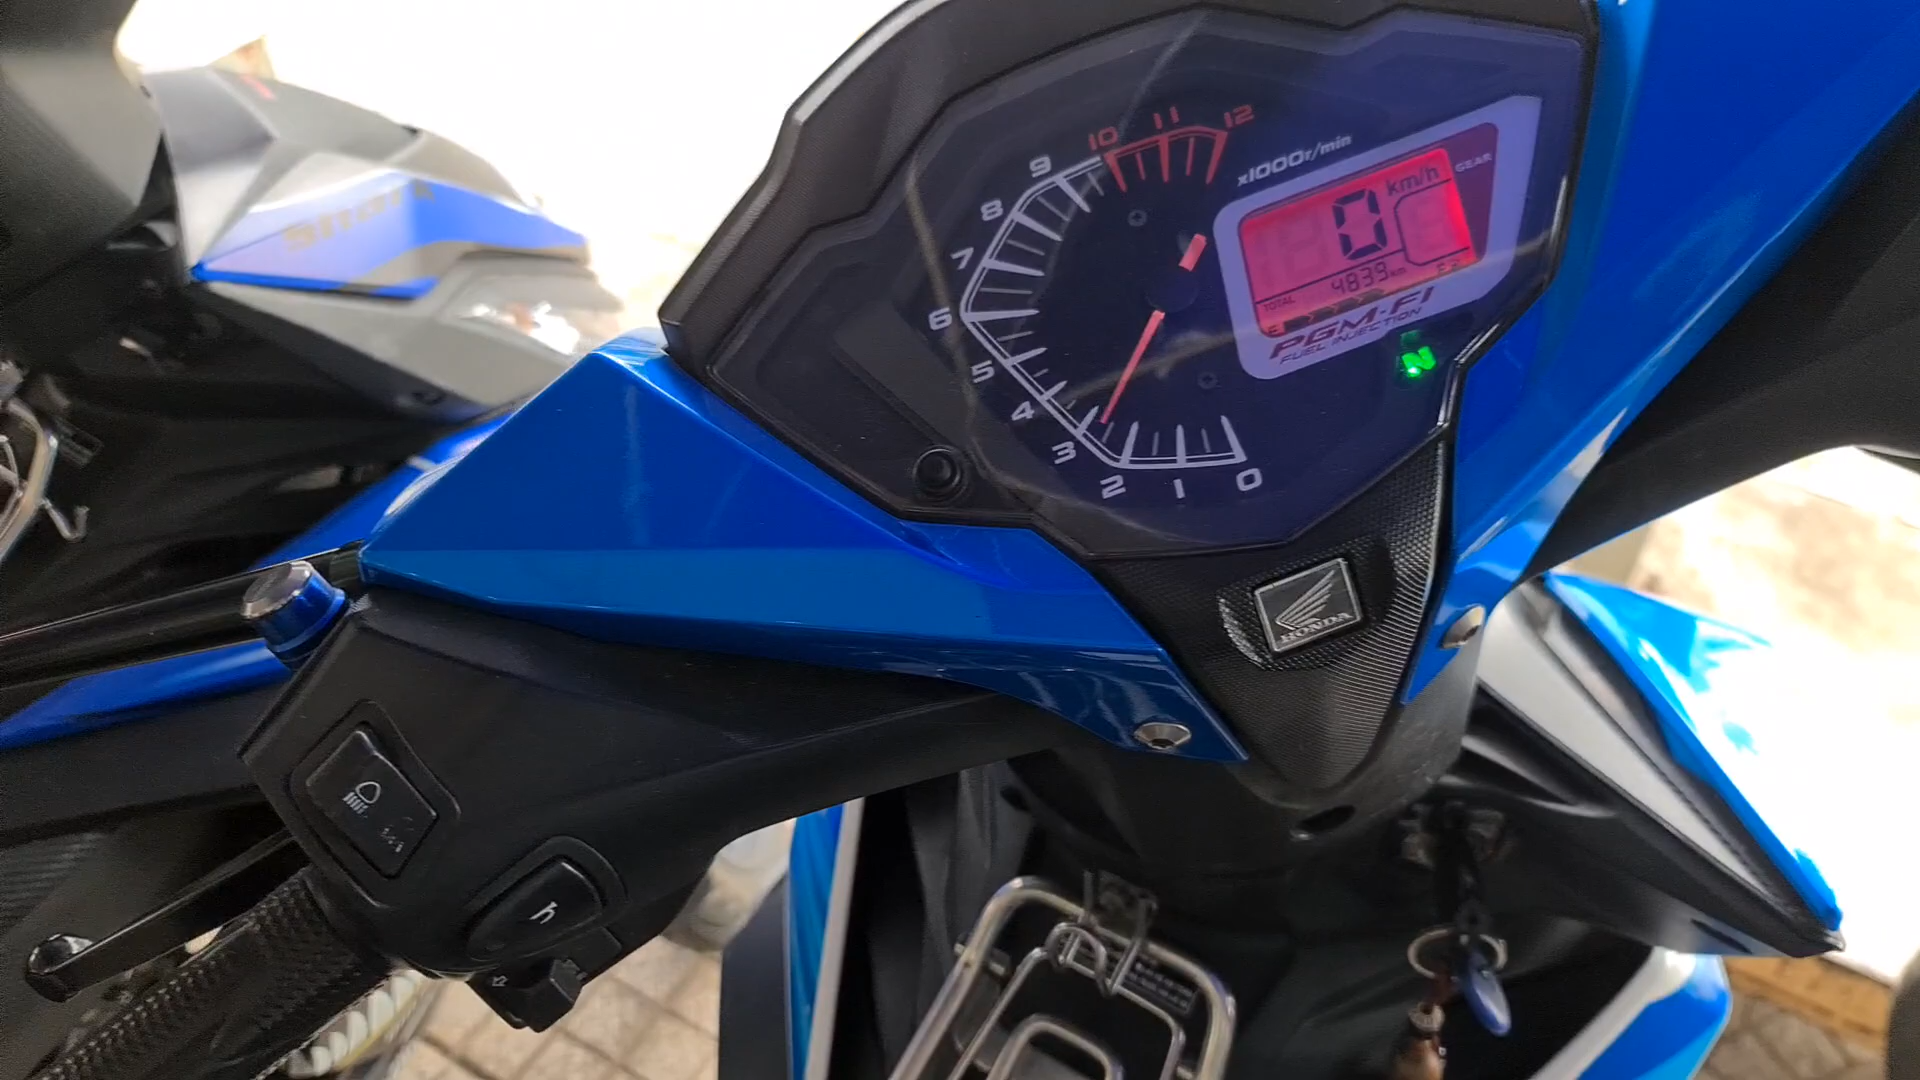 shark
10 11 12
9
8
7
6
5
4
3
2
1
0
x1000r/min
GEAR
km/h
0
TOTAL 4839 km
E
PGM-FI
FUEL INJECTION
N
HONDA